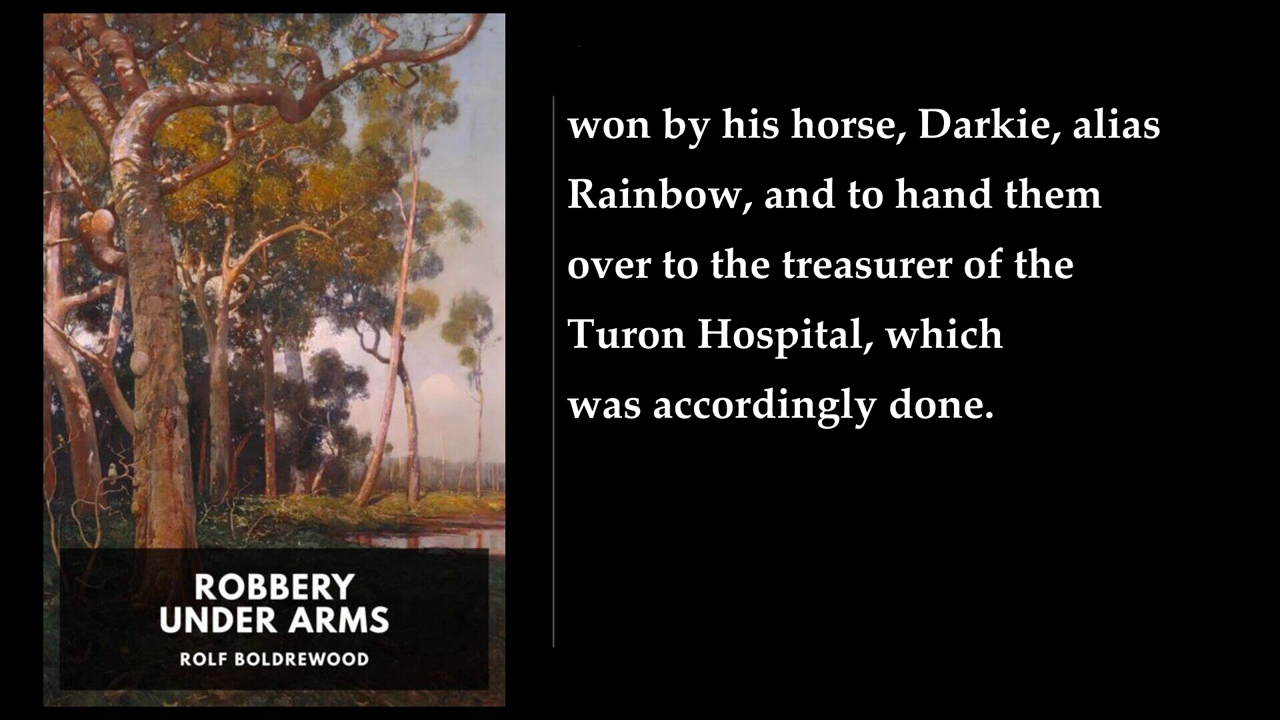 won by his horse, Darkie, alias
Rainbow, and to hand them
over to the treasurer of the
Turon Hospital, which
was accordingly done.
ROBBERY
UNDER ARMS
ROLF BOLDREWOOD